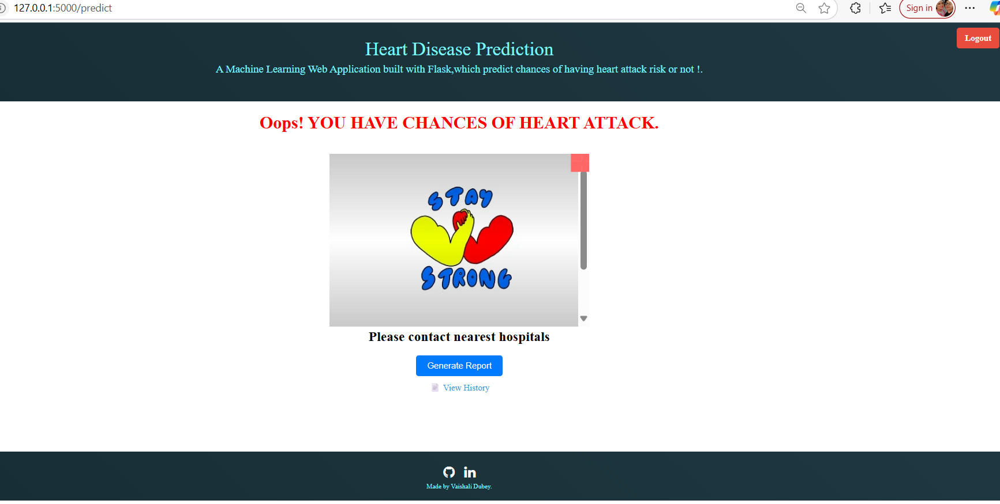 127.0.0.1:5000/predict
Sign in
Logout
Heart Disease Prediction
A Machine Learning Web Application built with Flask,which predict chances of having heart attack risk or not !.
Oops! YOU HAVE CHANCES OF HEART ATTACK.
STAY
STRONG
Please contact nearest hospitals
Generate Report
View History
in
Made by Vaishali Dubey.